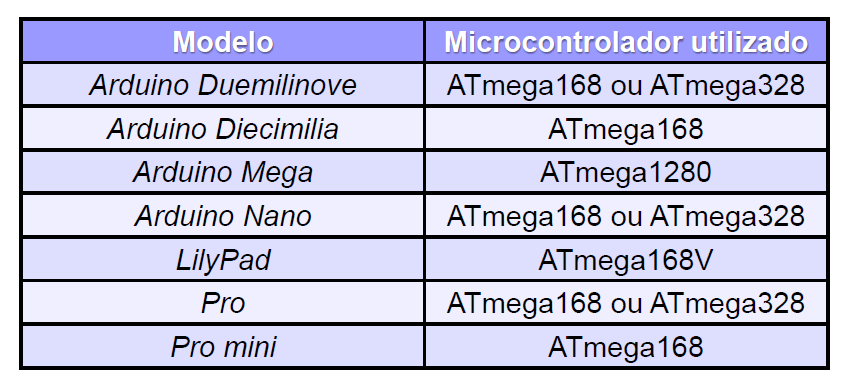 Modelo Microcontrolador utilizado
Arduino Duemilinove ATmega168 ou ATmega328
Arduino Diecimilia ATmega168
Arduino Mega ATmega1280
Arduino Nano ATmega168 ou ATmega328
LilyPad ATmega168V
Pro ATmega168 ou ATmega328
Pro mini ATmega168